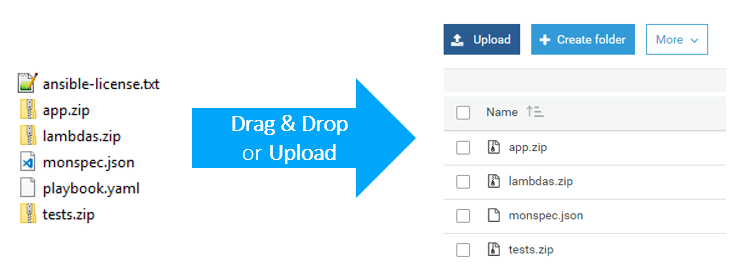 ansible-license.txt
app.zip
lambdas.zip
monspec.json
playbook.yaml
tests.zip
Drag & Drop
or Upload
Upload
Create folder
More
Name
app.zip
lambdas.zip
monspec.json
tests.zip